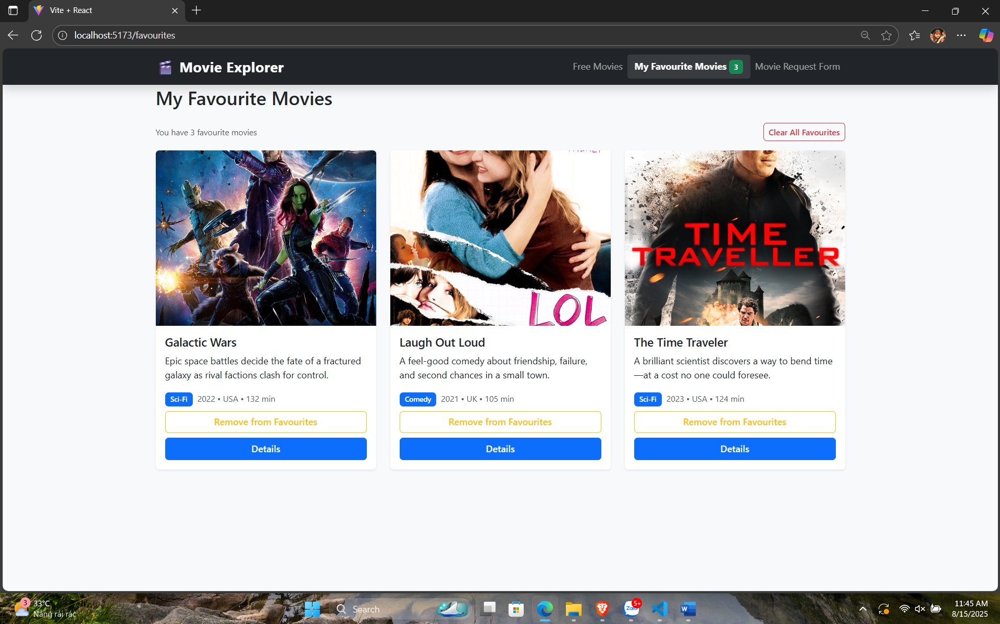 Vite + React
localhost:5173/favourites
Movie Explorer
Free Movies
My Favourite Movies 3
Movie Request Form
My Favourite Movies
You have 3 favourite movies
Clear All Favourites
LOL
TIME
TRAVELLER
Galactic Wars
Epic space battles decide the fate of a fractured
galaxy as rival factions clash for control.
Sci-Fi 2022 • USA • 132 min
Remove from Favourites
Details
Laugh Out Loud
A feel-good comedy about friendship, failure,
and second chances in a small town.
Comedy 2021 • UK • 105 min
Remove from Favourites
Details
The Time Traveler
A brilliant scientist discovers a way to bend time
—at a cost no one could foresee.
Sci-Fi 2023 • USA • 124 min
Remove from Favourites
Details
3
33°C
Nắng rải rác
Search
Zalo
5+
W
11:45 AM
8/15/2025